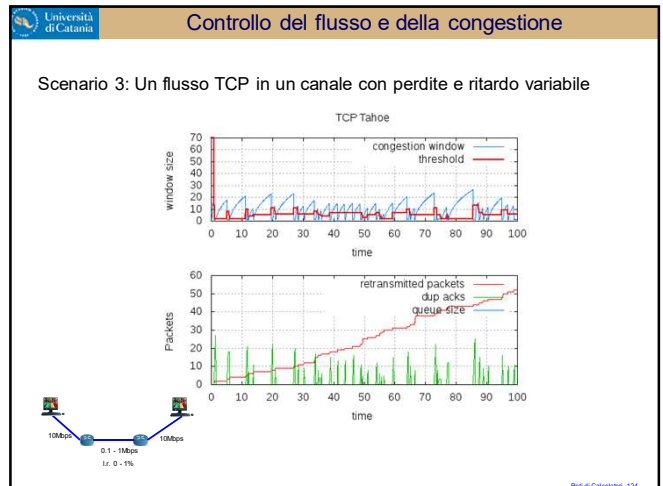 Università
di Catania
Controllo del flusso e della congestione
Scenario 3: Un flusso TCP in un canale con perdite e ritardo variabile
TCP Tahoe
window size
70
60
50
40
30
20
10
0
congestion window
threshold
0 10 20 30 40 50 60 70 80 90 100
time
Packets
60
50
40
30
20
10
0
retransmitted packets
dup acks
queue size
0 10 20 30 40 50 60 70 80 90 100
time
10Mbps
10Mbps
0.1 - 1Mbps
l.r. 0 - 1%
Reti di Calcolatori 124